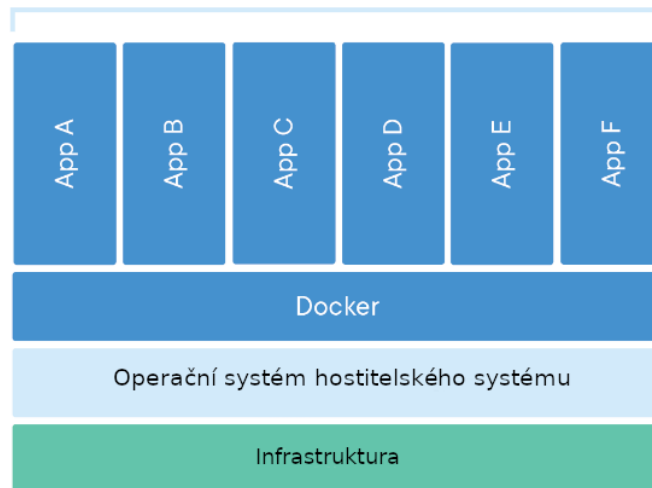 App A
App B
App C
App D
App E
App F
Docker
Operační systém hostitelského systému
Infrastruktura